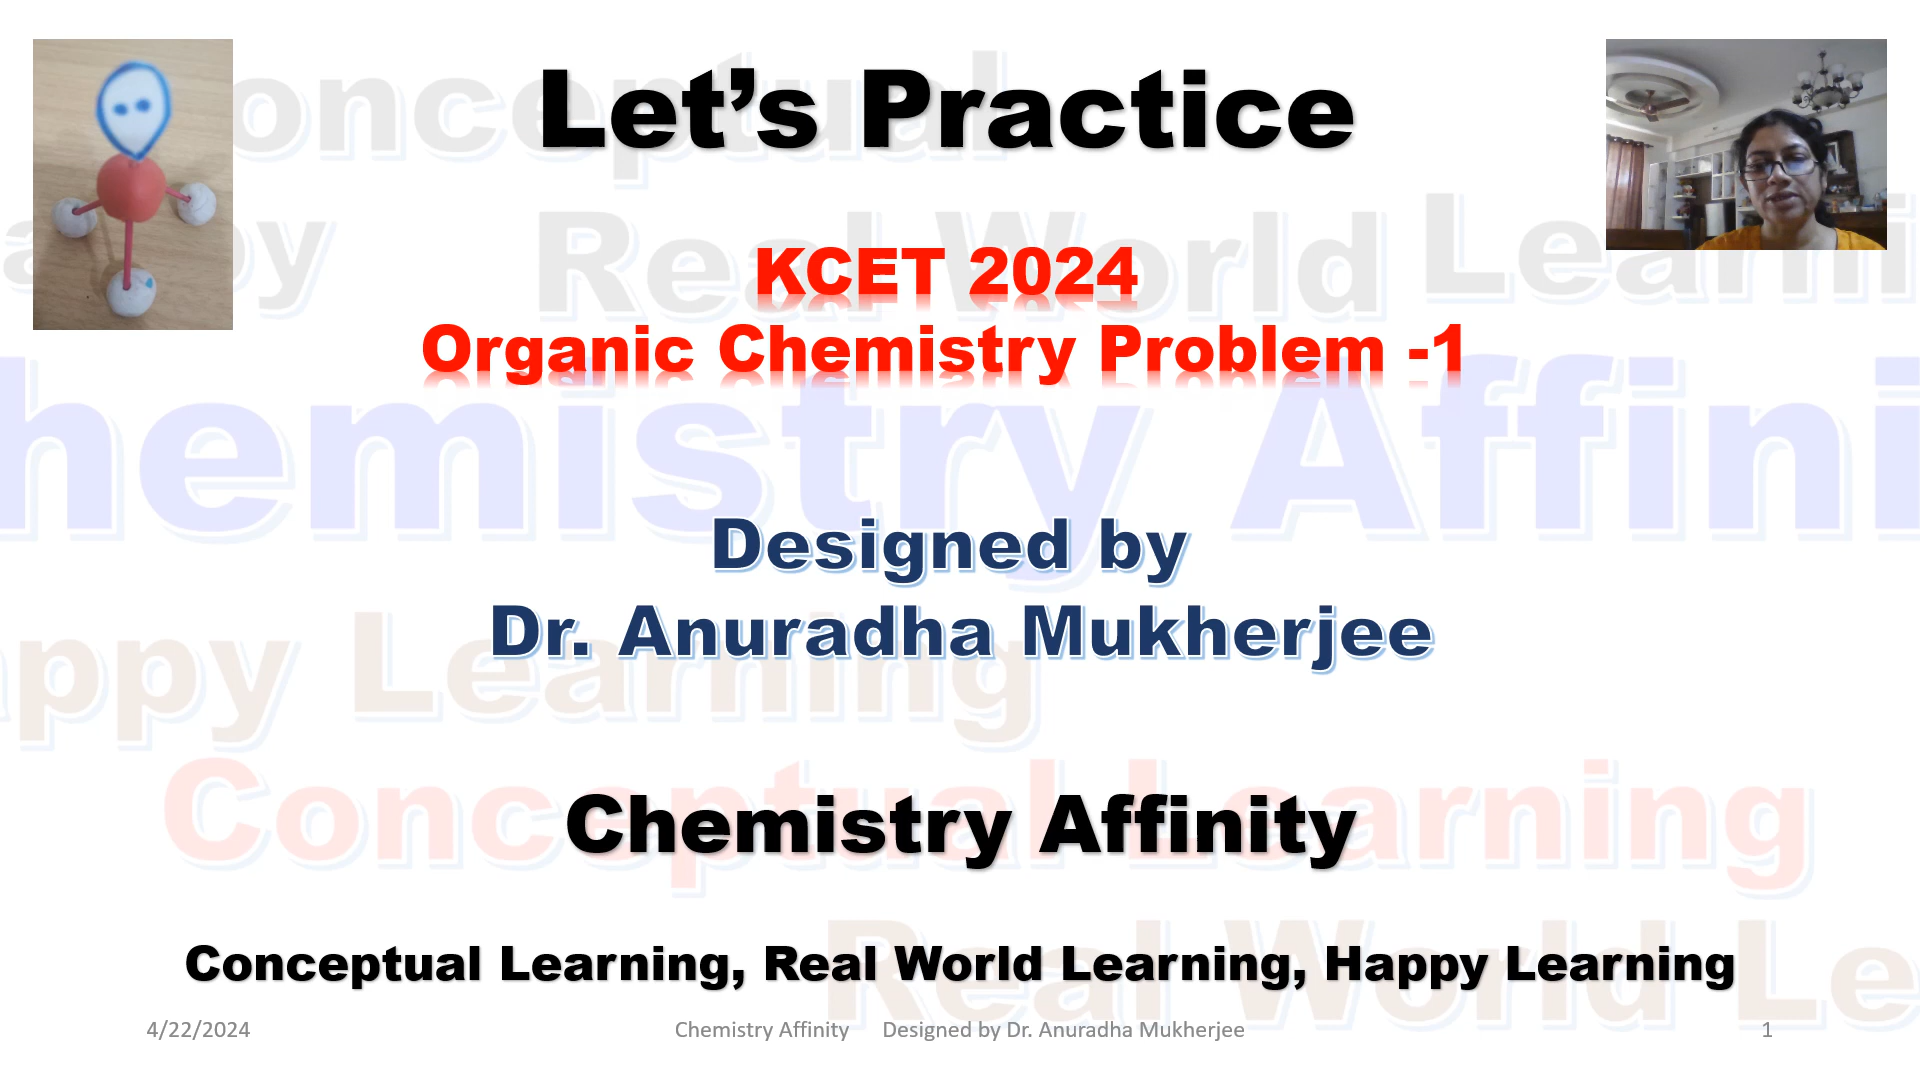 Let's Practice
KCET 2024
Organic Chemistry Problem -1
Designed by
Dr. Anuradha Mukherjee
Chemistry Affinity
Conceptual Learning, Real World Learning, Happy Learning
4/22/2024
Chemistry Affinity Designed by Dr. Anuradha Mukherjee
1